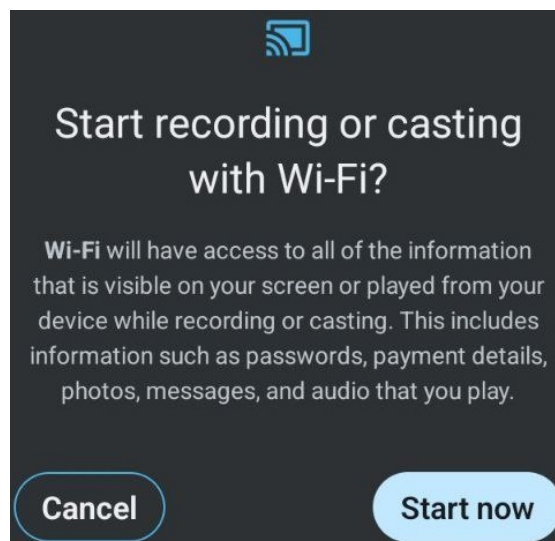 Start recording or casting
with Wi-Fi?
Wi-Fi will have access to all of the information
that is visible on your screen or played from your
device while recording or casting. This includes
information such as passwords, payment details,
photos, messages, and audio that you play.
Cancel
Start now